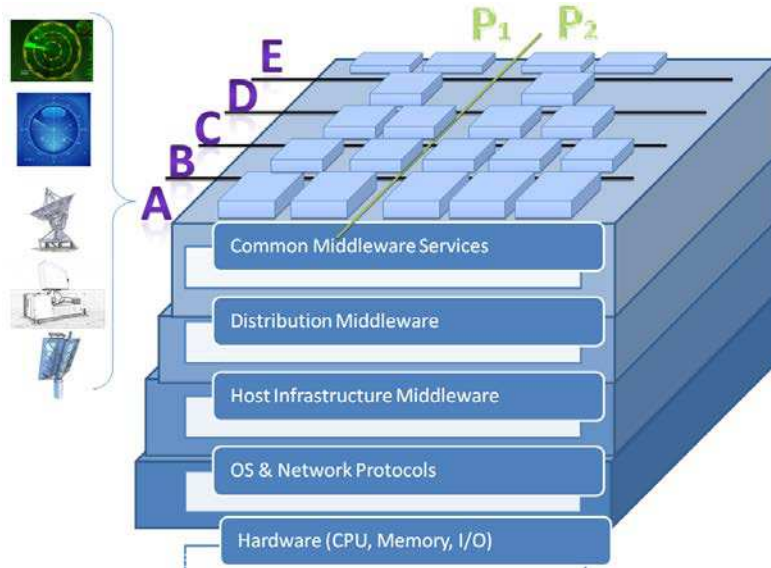 P1 P2
E
D
C
B
A
Common Middleware Services
Distribution Middleware
Host Infrastructure Middleware
OS & Network Protocols
Hardware (CPU, Memory, I/O)